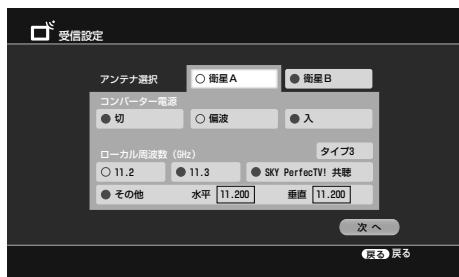 受信設定
アンテナ選択 ○ 衛星A ● 衛星B
コンバーター電源
● 切 ○ 偏波 ● 入
ローカル周波数 (GHz) タイプ3
○ 11.2 ● 11.3 ● SKY PerfecTV! 共聴
● その他 水平 11.200 垂直 11.200
次 へ
戻る 戻る